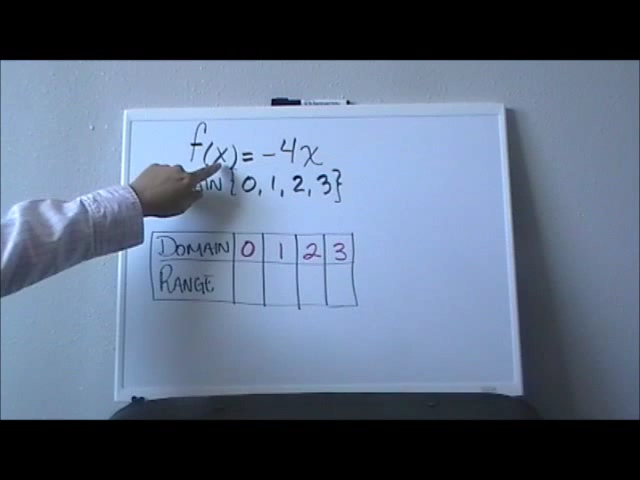 f(x) = -4x
{0, 1, 2, 3}
DOMAIN 0 1 2 3
RANGE